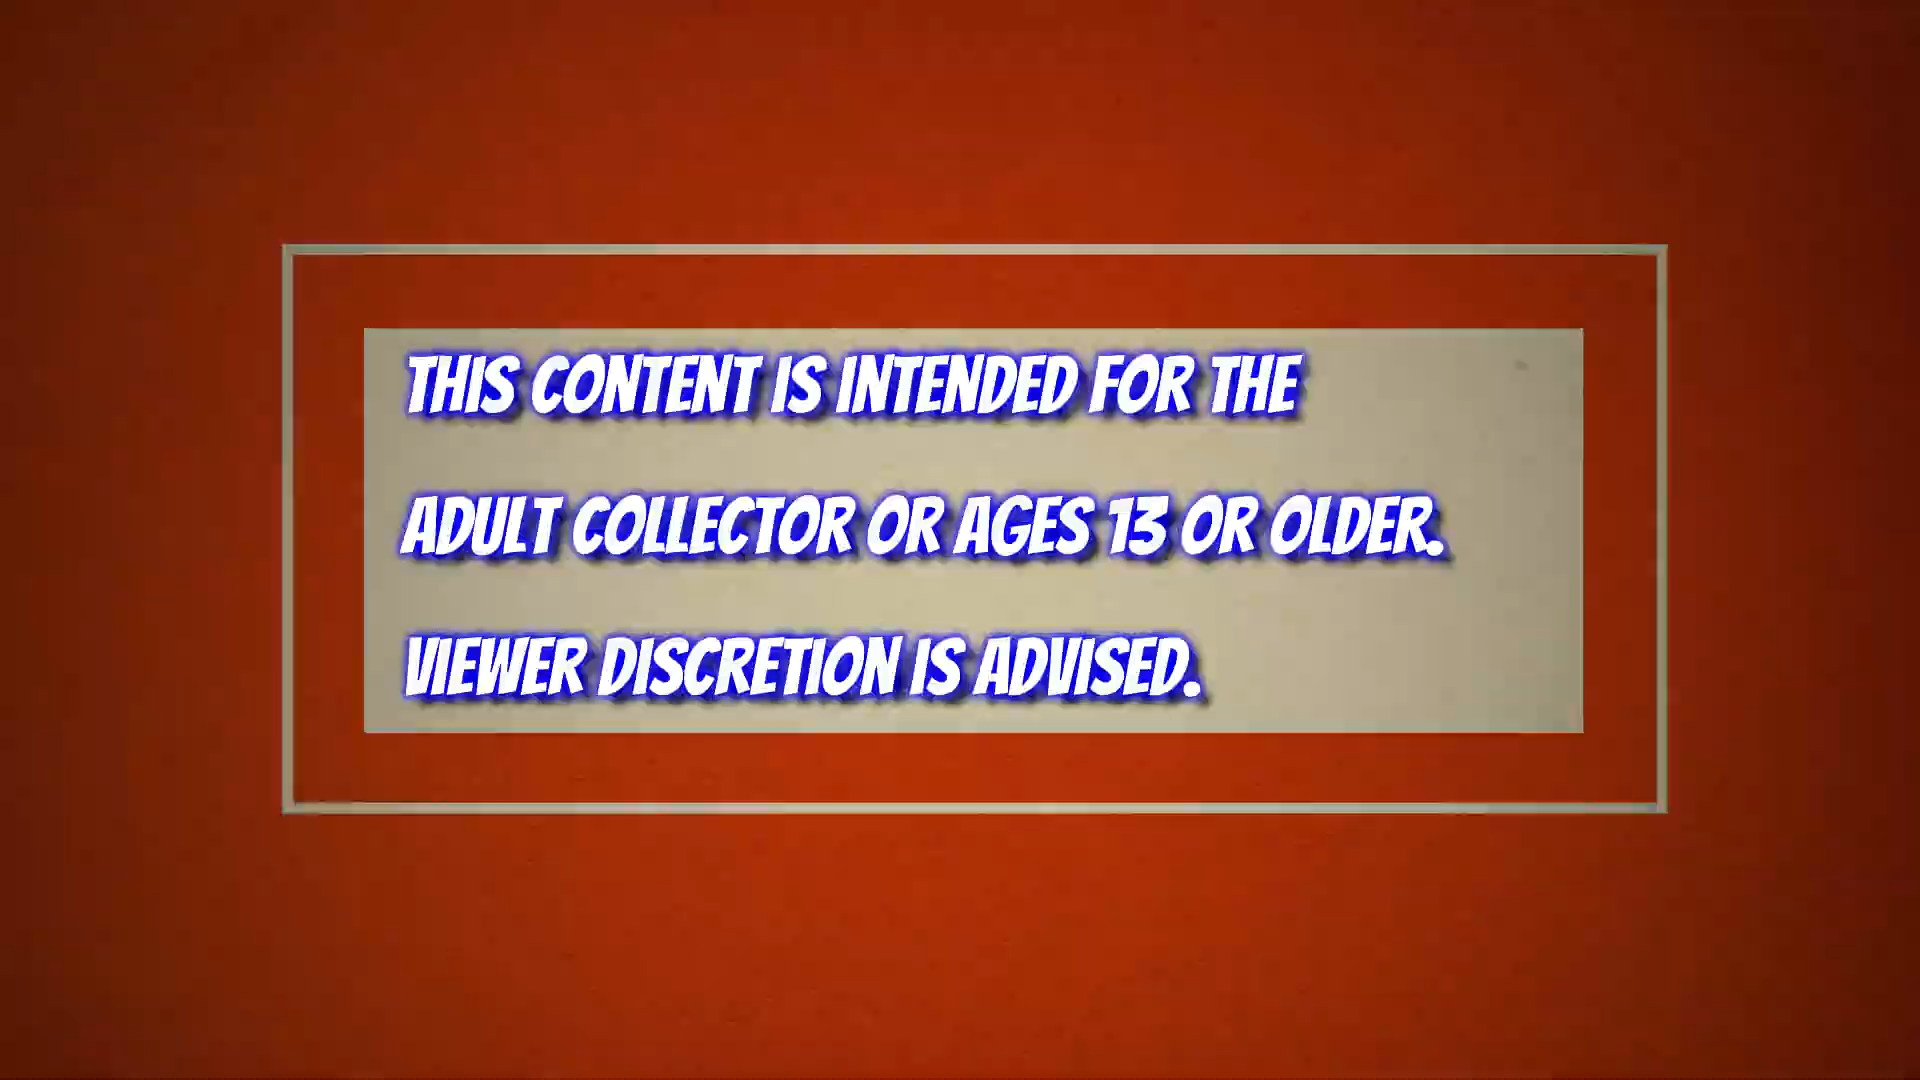 THIS CONTENT IS INTENDED FOR THE
ADULT COLLECTOR OR AGES 13 OR OLDER.
VIEWER DISCRETION IS ADVISED.